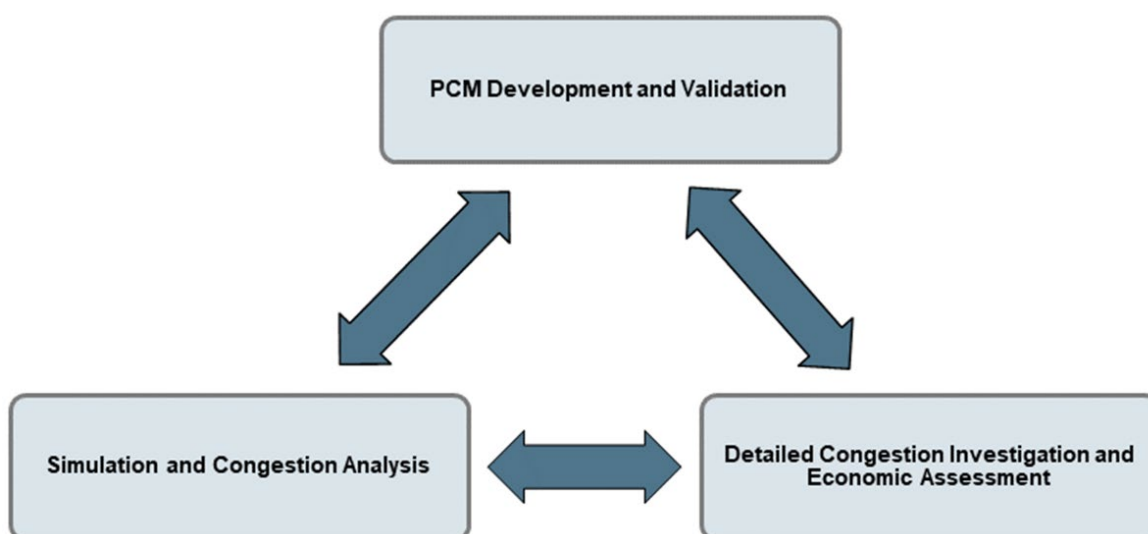 PCM Development and Validation
Simulation and Congestion Analysis
Detailed Congestion Investigation and
Economic Assessment